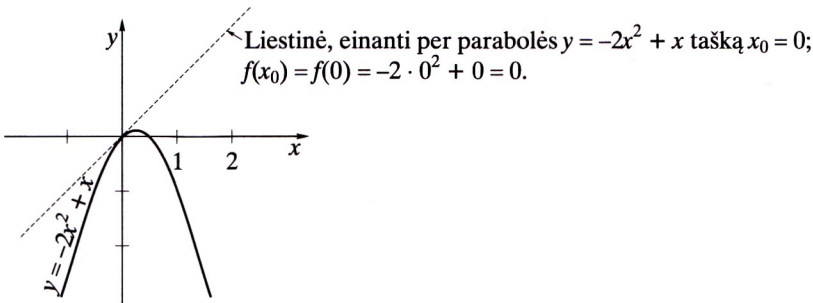 y
Liestinė, einanti per parabolės y = −2x² + x tašką x₀ = 0;
f(x₀) = f(0) = −2 · 0² + 0 = 0.
1
2
x
y = −2x² + x